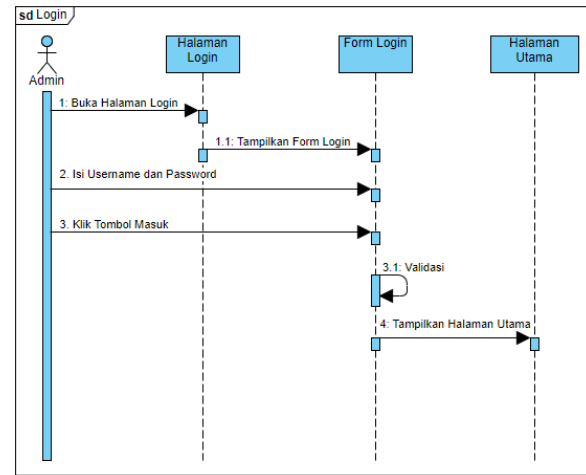 sd Login
Halaman
Login
Form Login
Halaman
Utama
Admin
1: Buka Halaman Login
1.1: Tampilkan Form Login
2. Isi Username dan Password
3. Klik Tombol Masuk
3.1: Validasi
4: Tampilkan Halaman Utama